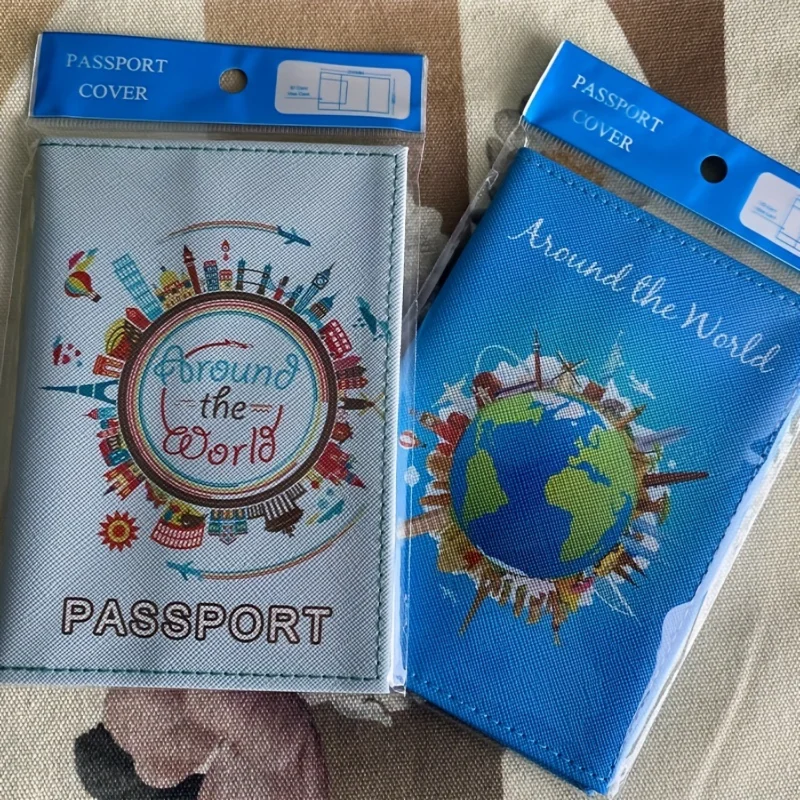 PASSPORT
COVER
Around
the
World
PASSPORT
PASSPORT
COVER
Around the World